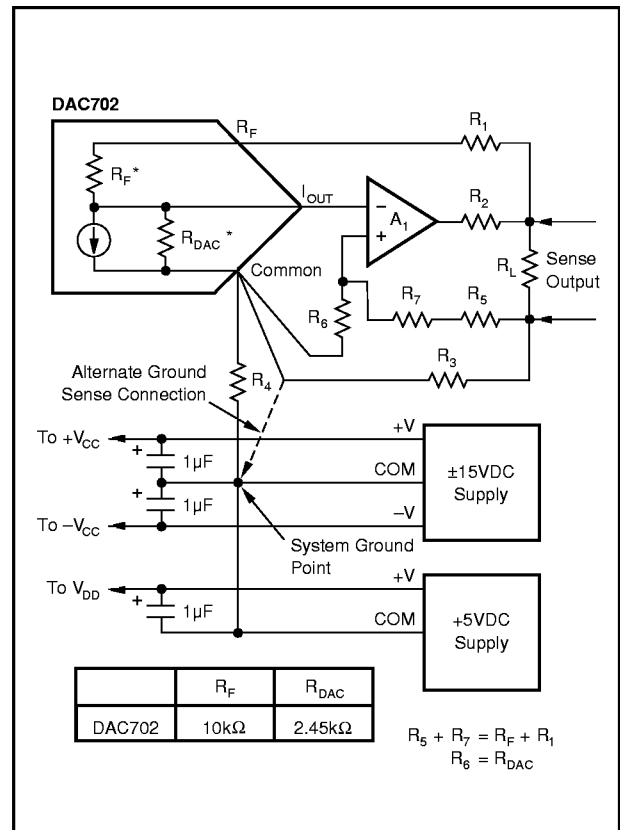 DAC702
R_F
R_1
R_F*
I_OUT
R_DAC*
−
A_1
+
R_2
Common
R_L
Sense
Output
R_6
R_7
R_5
Alternate Ground
Sense Connection
R_4
R_3
To +V_CC
+
1µF
+V
COM
±15VDC
Supply
+
1µF
To −V_CC
−V
System Ground
Point
To V_DD
+
1µF
+V
COM
+5VDC
Supply
R_F R_DAC
DAC702 10kΩ 2.45kΩ
R_5 + R_7 = R_F + R_1
R_6 = R_DAC